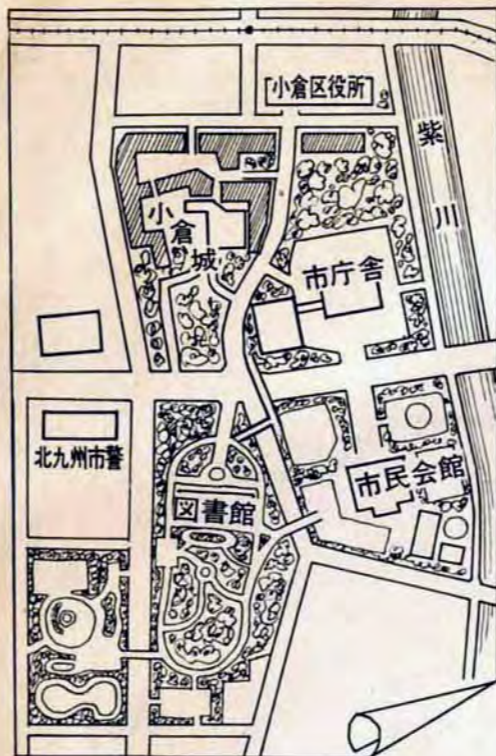 小倉区役所
紫川
小倉城
市庁舎
北九州市警
市民会館
図書館